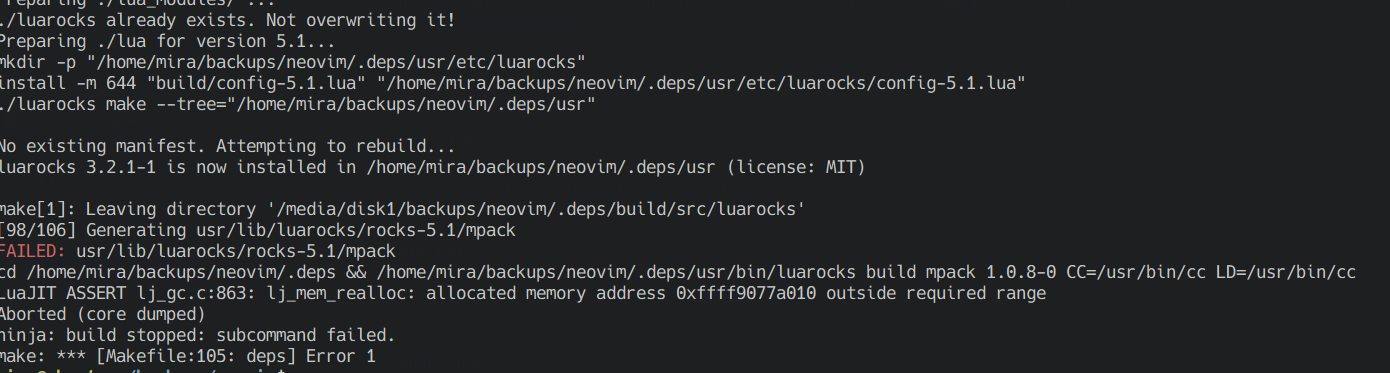 Preparing ./lua_modules/ ...
./luarocks already exists. Not overwriting it!
Preparing ./lua for version 5.1...
mkdir -p "/home/mira/backups/neovim/.deps/usr/etc/luarocks"
install -m 644 "build/config-5.1.lua" "/home/mira/backups/neovim/.deps/usr/etc/luarocks/config-5.1.lua"
./luarocks make --tree="/home/mira/backups/neovim/.deps/usr"
No existing manifest. Attempting to rebuild...
luarocks 3.2.1-1 is now installed in /home/mira/backups/neovim/.deps/usr (license: MIT)
make[1]: Leaving directory '/media/disk1/backups/neovim/.deps/build/src/luarocks'
[98/106] Generating usr/lib/luarocks/rocks-5.1/mpack
FAILED: usr/lib/luarocks/rocks-5.1/mpack
cd /home/mira/backups/neovim/.deps && /home/mira/backups/neovim/.deps/usr/bin/luarocks build mpack 1.0.8-0 CC=/usr/bin/cc LD=/usr/bin/cc
LuaJIT ASSERT lj_gc.c:863: lj_mem_realloc: allocated memory address 0xffff9077a010 outside required range
Aborted (core dumped)
ninja: build stopped: subcommand failed.
make: *** [Makefile:105: deps] Error 1